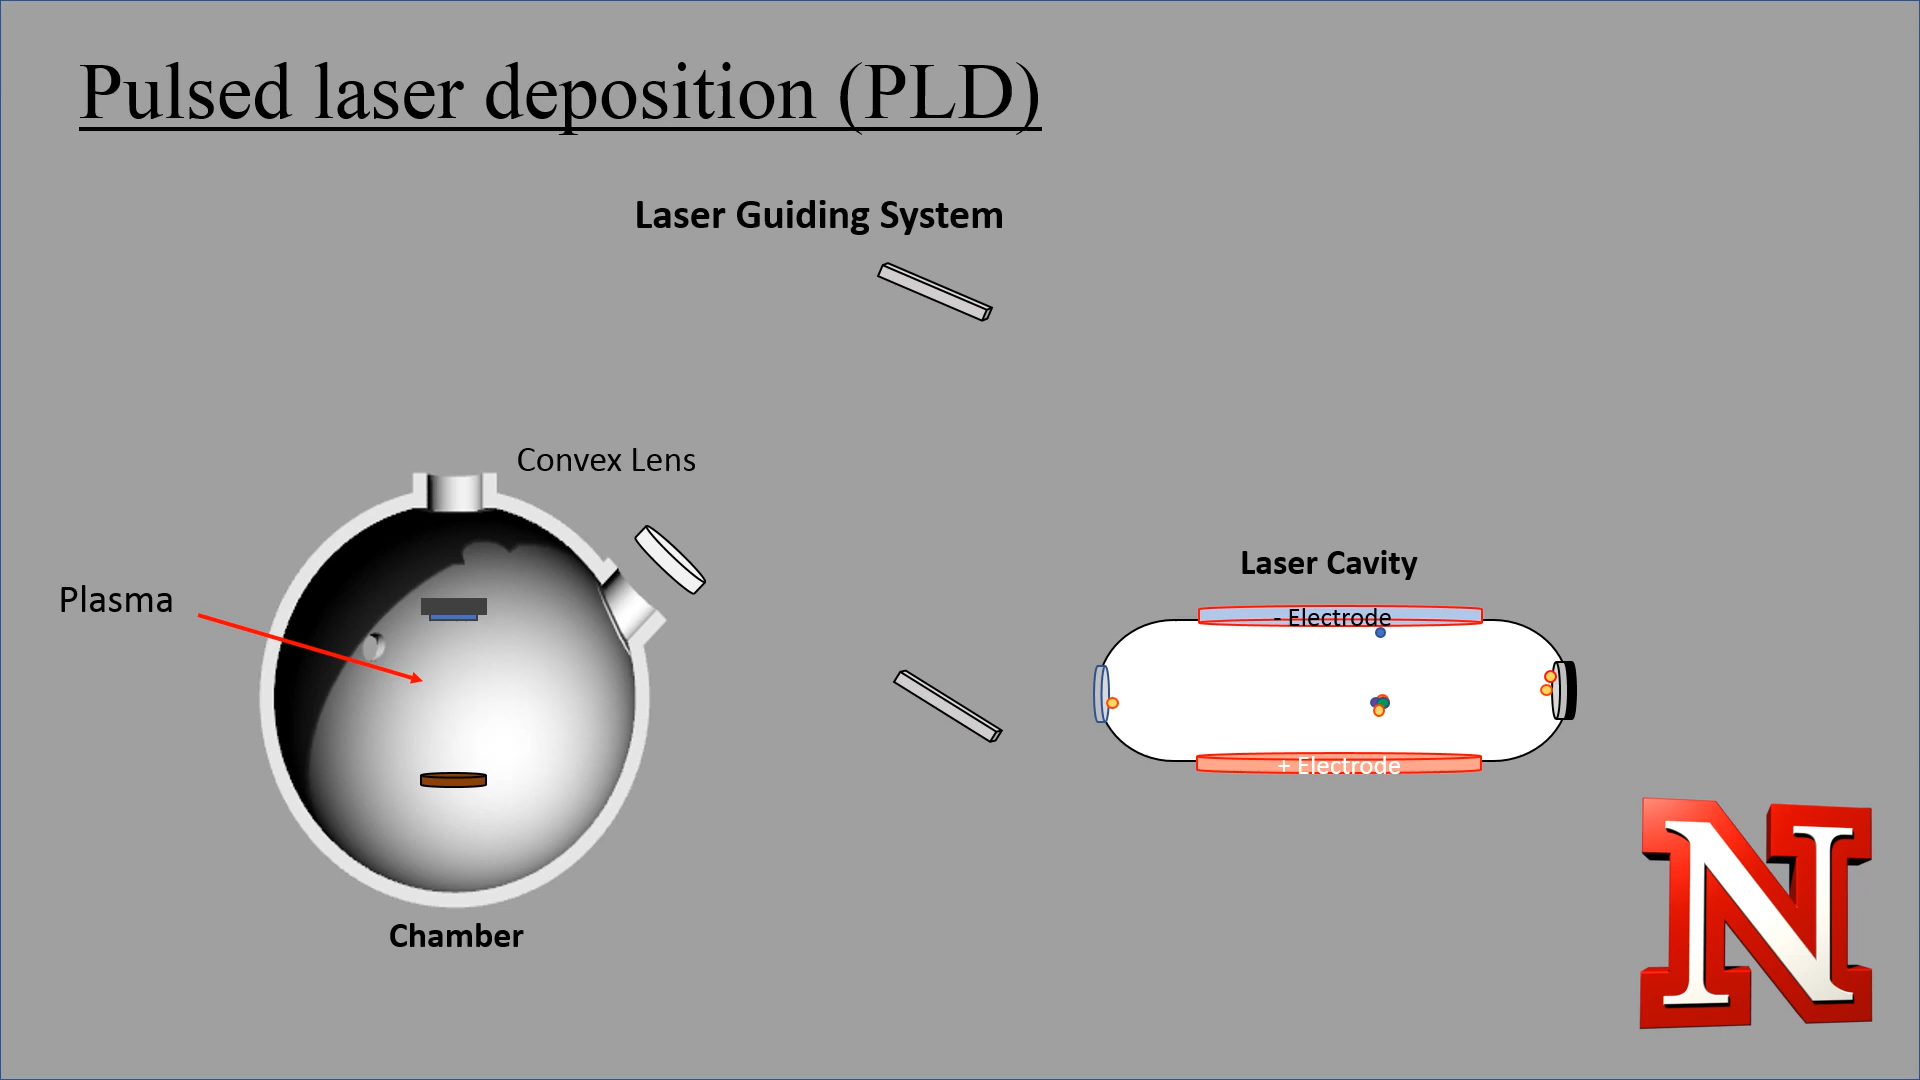 Pulsed laser deposition (PLD)
Laser Guiding System
Convex Lens
Plasma
Laser Cavity
- Electrode
+ Electrode
Chamber
N